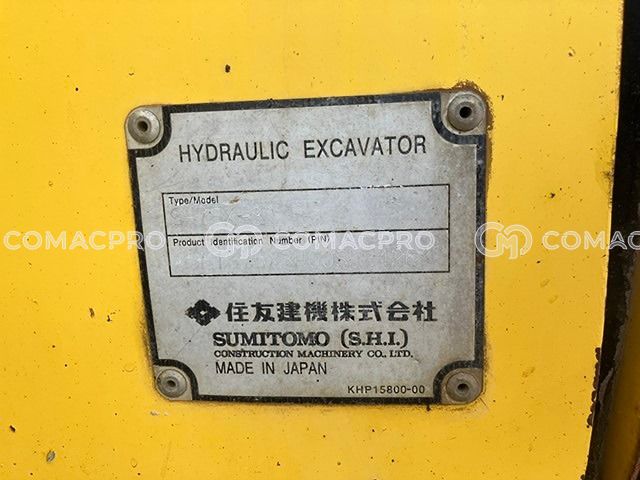 HYDRAULIC EXCAVATOR
Type/Model
COMACPRO COMACPRO COMACPRO
Product Identification Number (PIN)
住友建機株式会社
SUMITOMO (S.H.I.)
CONSTRUCTION MACHINERY CO., LTD.
MADE IN JAPAN
KHP15800-00